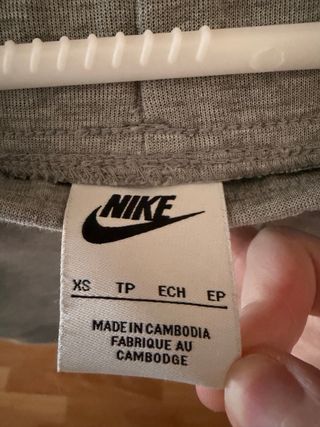 NIKE
XS TP ECH EP
MADE IN CAMBODIA
FABRIQUE AU
CAMBODGE